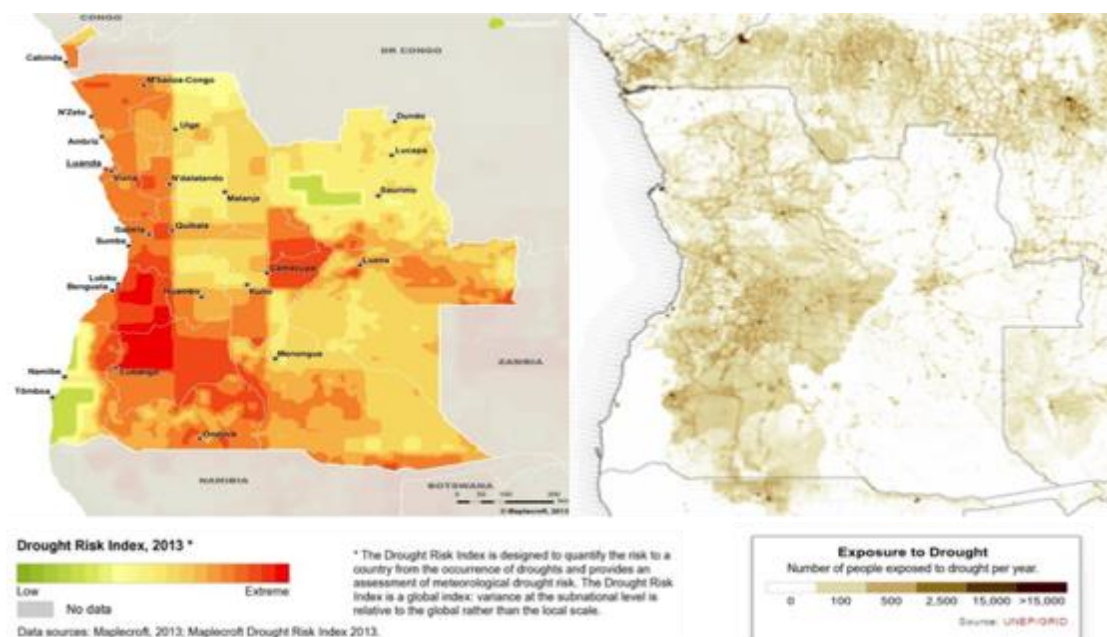 CONGO
Cabinda
DR CONGO
M'banza-Congo
N'Zeto
Uige
Dundo
Ambriz
Lucapa
Luanda
Viana
N'dalatando
Saurimo
Malanje
Gabela
Quibala
Sumbe
Luena
Camacupa
Lobito
Benguela
Huambo
Kuito
Menongue
ZAMBIA
Lubango
Namibe
Tômbua
Ondjiva
NAMIBIA
BOTSWANA
0 50 100 200
© Maplecroft, 2013
Drought Risk Index, 2013 *
Low Extreme
No data
Data sources: Maplecroft, 2013; Maplecroft Drought Risk Index 2013.
* The Drought Risk Index is designed to quantify the risk to a
country from the occurrence of droughts and provides an
assessment of meteorological drought risk. The Drought Risk
Index is a global index: variance at the subnational level is
relative to the global rather than the local scale.
Exposure to Drought
Number of people exposed to drought per year.
0 100 500 2,500 15,000 >15,000
Source: UNEP/GRID